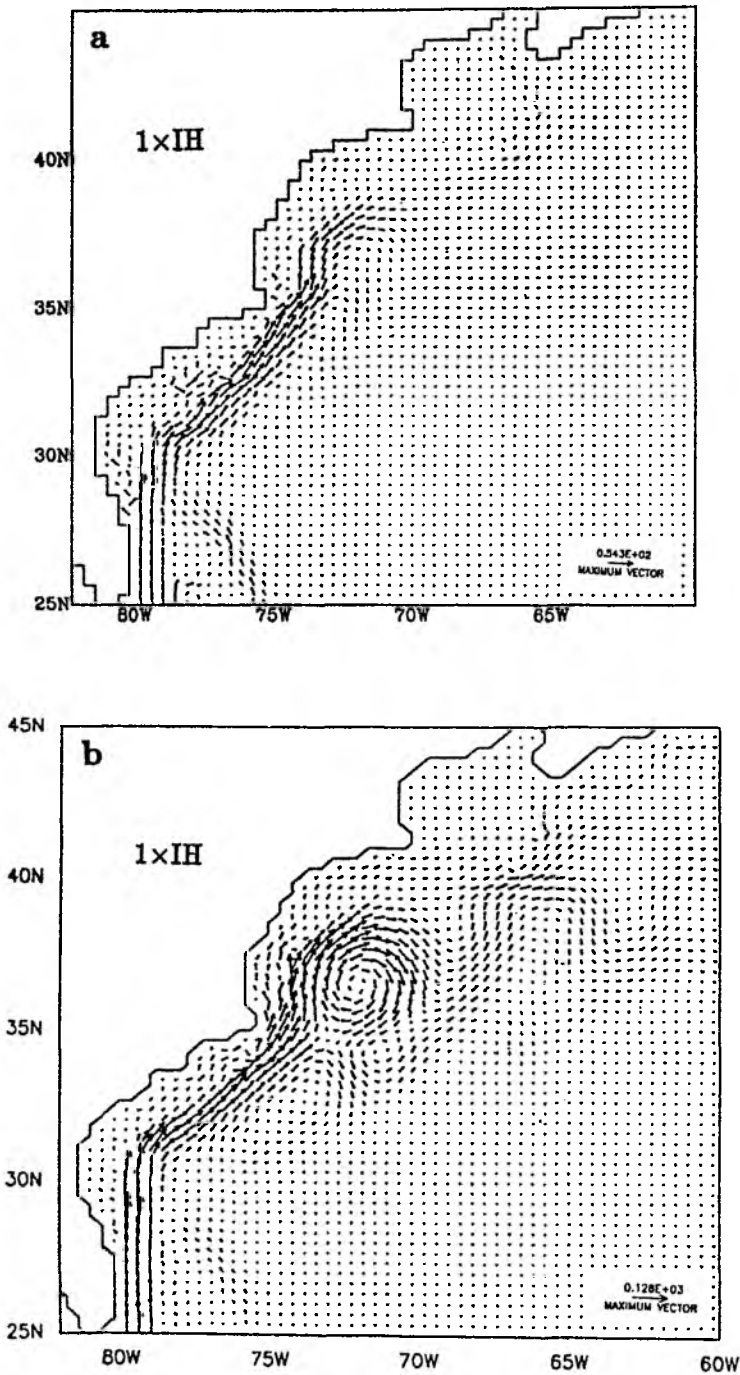 a
1×IH
40N
35N
30N
25N
0.543E+02
MAXIMUM VECTOR
80W 75W 70W 65W
45N
b
1×IH
40N
35N
30N
25N
0.128E+03
MAXIMUM VECTOR
80W 75W 70W 65W 60W